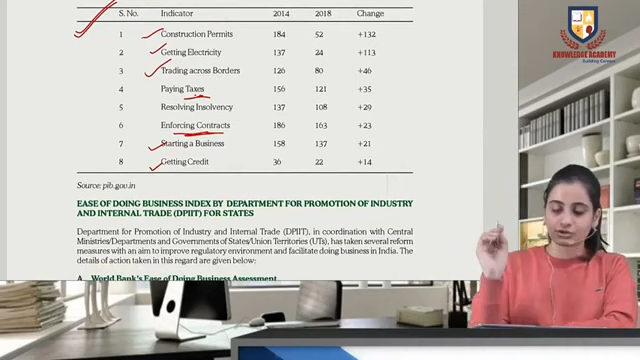 S. No. Indicator 2014 2018 Change
1 Construction Permits 184 52 +132
2 Getting Electricity 137 24 +113
3 Trading across Borders 126 80 +46
4 Paying Taxes 156 121 +35
5 Resolving Insolvency 137 108 +29
6 Enforcing Contracts 186 163 +23
7 Starting a Business 158 137 +21
8 Getting Credit 36 22 +14
Source: pib.gov.in
EASE OF DOING BUSINESS INDEX BY DEPARTMENT FOR PROMOTION OF INDUSTRY
AND INTERNAL TRADE (DPIIT) FOR STATES
Department for Promotion of Industry and Internal Trade (DPIIT), in coordination with Central
Ministries/Departments and Governments of States/Union Territories (UTs), has taken several reform
measures with an aim to improve regulatory environment and facilitate doing business in India. The
details of action taken in this regard are given below:
A. World Bank's Ease of Doing Business Assessment
KNOWLEDGE ACADEMY